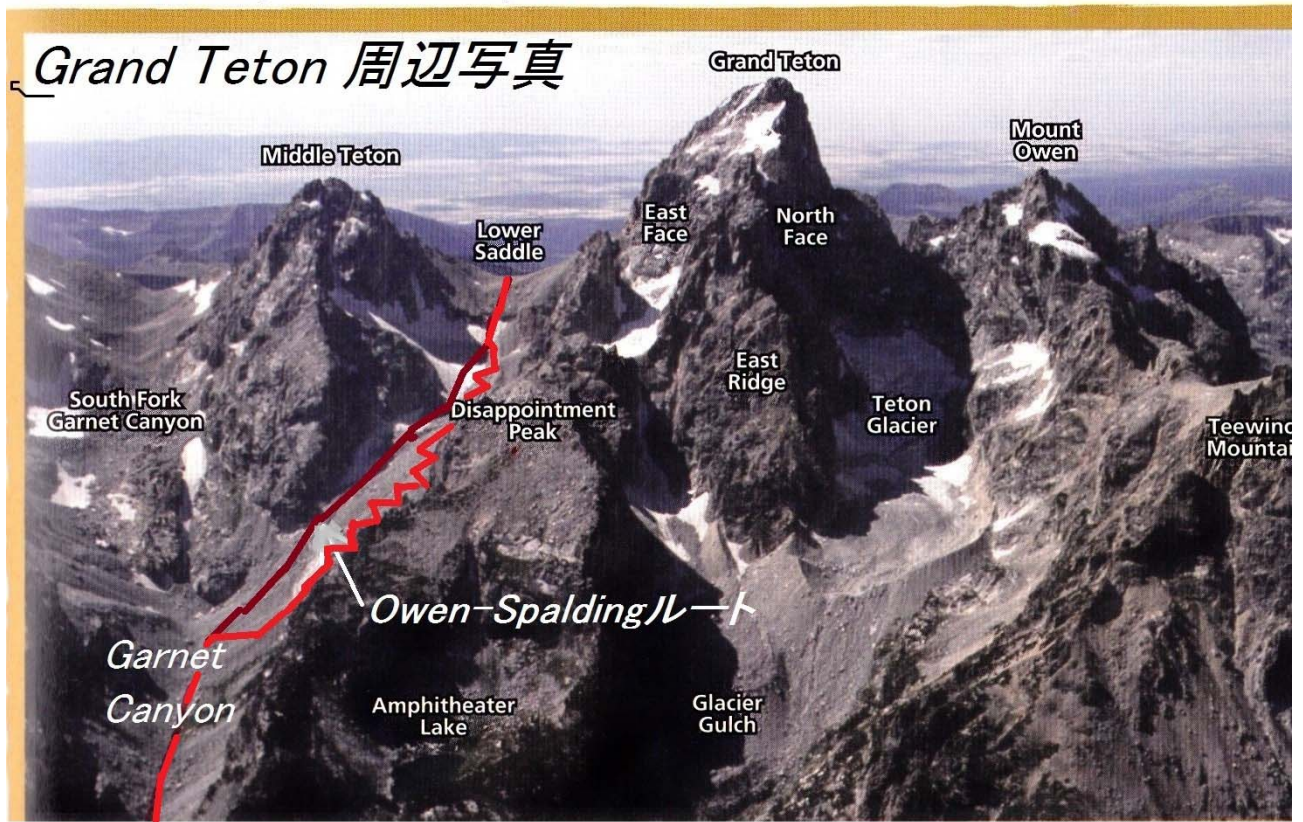 Grand Teton 周辺写真
Grand Teton
Mount
Owen
Middle Teton
East
Face
North
Face
Lower
Saddle
East
Ridge
South Fork
Garnet Canyon
Disappointment
Peak
Teton
Glacier
Teewino
Mountai
Owen-Spaldingルート
Garnet
Canyon
Amphitheater
Lake
Glacier
Gulch